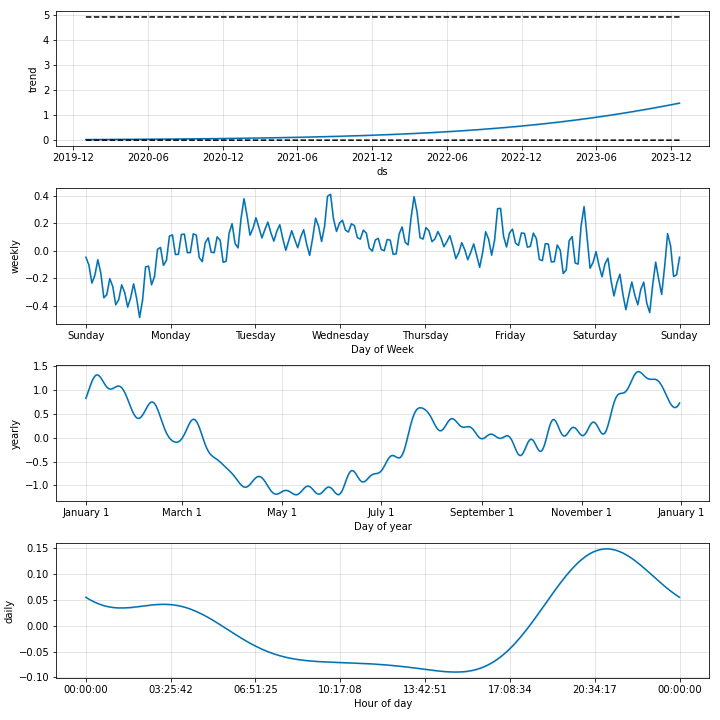 trend
5
4
3
2
1
0
2019-12 2020-06 2020-12 2021-06 2021-12 2022-06 2022-12 2023-06 2023-12
ds
weekly
0.4
0.2
0.0
−0.2
−0.4
Sunday Monday Tuesday Wednesday Thursday Friday Saturday Sunday
Day of Week
yearly
1.5
1.0
0.5
0.0
−0.5
−1.0
January 1 March 1 May 1 July 1 September 1 November 1 January 1
Day of year
daily
0.15
0.10
0.05
0.00
−0.05
−0.10
00:00:00 03:25:42 06:51:25 10:17:08 13:42:51 17:08:34 20:34:17 00:00:00
Hour of day